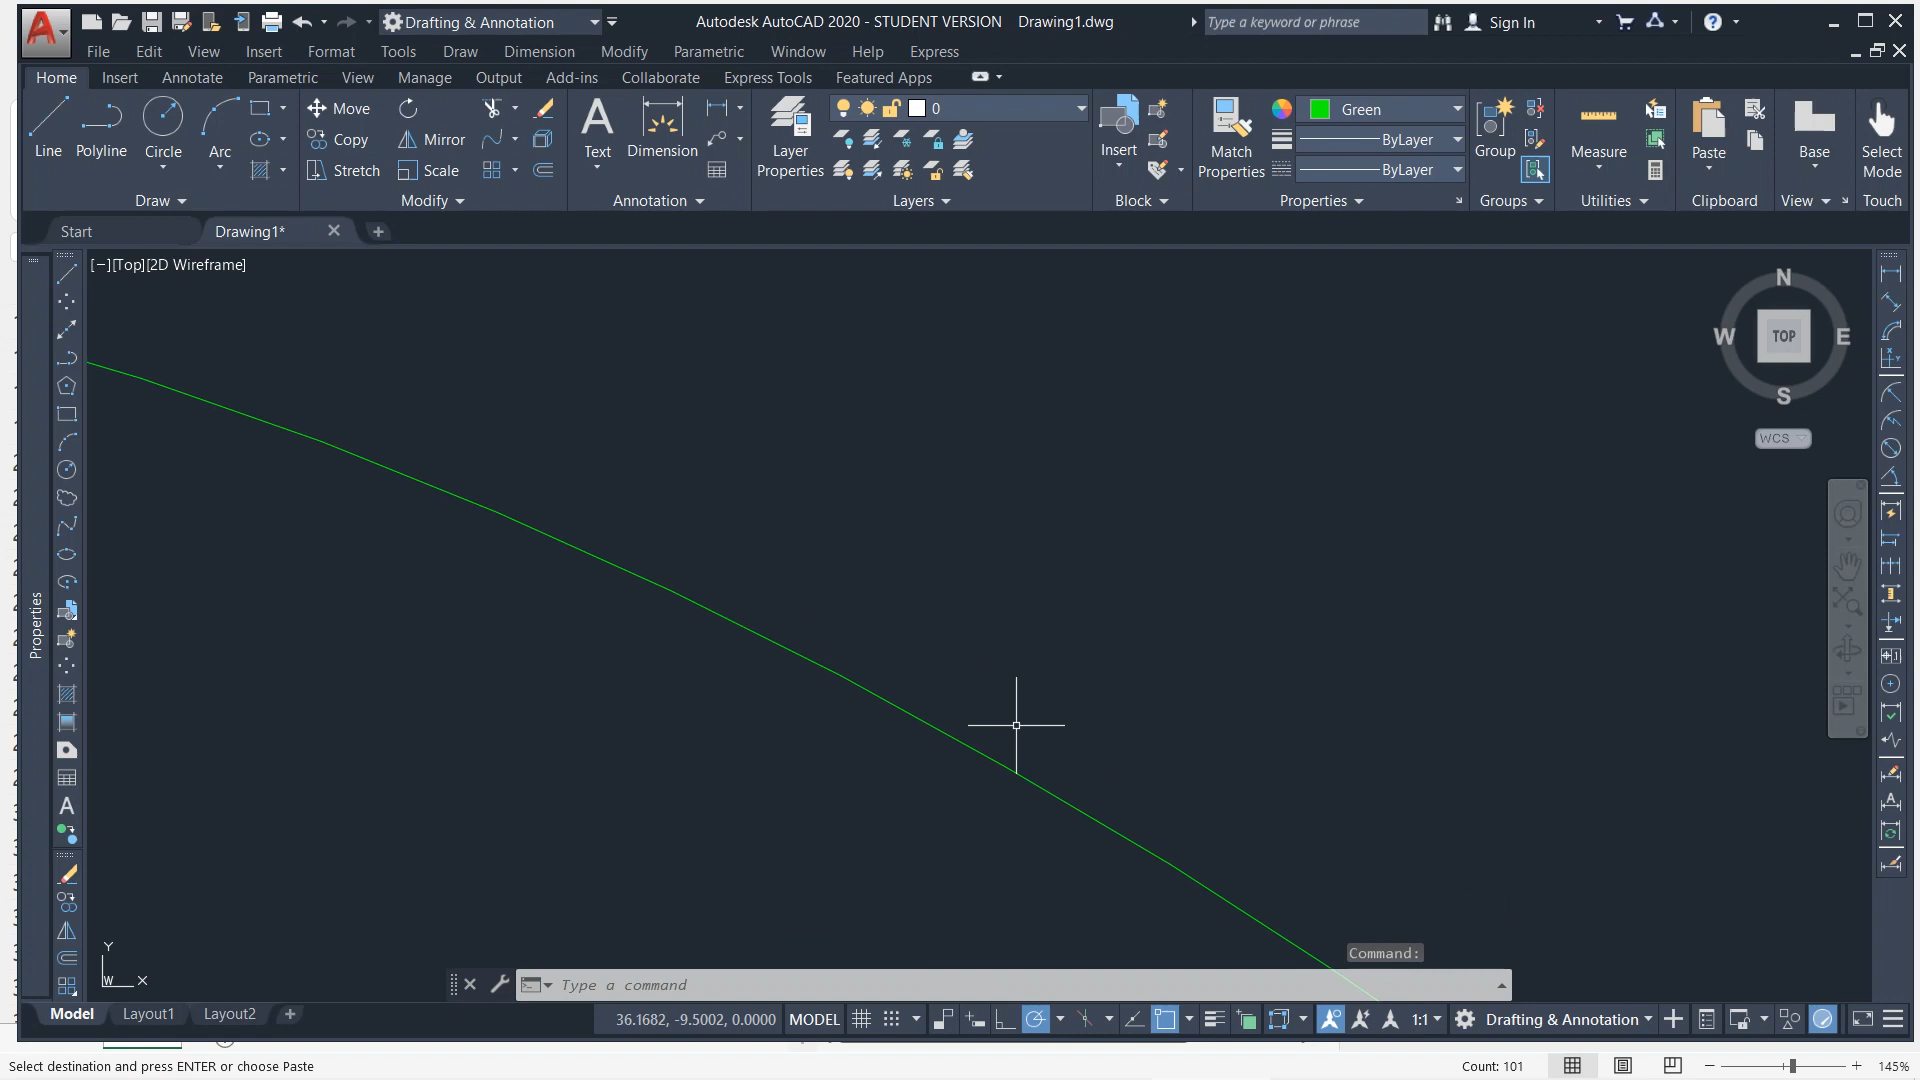 Drafting & Annotation
Autodesk AutoCAD 2020 - STUDENT VERSION Drawing1.dwg
Type a keyword or phrase
Sign In
File Edit View Insert Format Tools Draw Dimension Modify Parametric Window Help Express
Home Insert Annotate Parametric View Manage Output Add-ins Collaborate Express Tools Featured Apps
Line Polyline Circle Arc
Move
Copy
Mirror
Stretch
Scale
Text
Dimension
Layer
Properties
0
Insert
Match
Properties
Green
ByLayer
ByLayer
Group
Measure
Paste
Base
Select
Mode
Draw Modify Annotation Layers Block Properties Groups Utilities Clipboard View Touch
Start Drawing1*
[−][Top][2D Wireframe]
N
W TOP E
S
WCS
Properties
A
Y
W X
Command:
Type a command
Model Layout1 Layout2
36.1682, -9.5002, 0.0000 MODEL
1:1
Drafting & Annotation
Select destination and press ENTER or choose Paste
Count: 101
145%